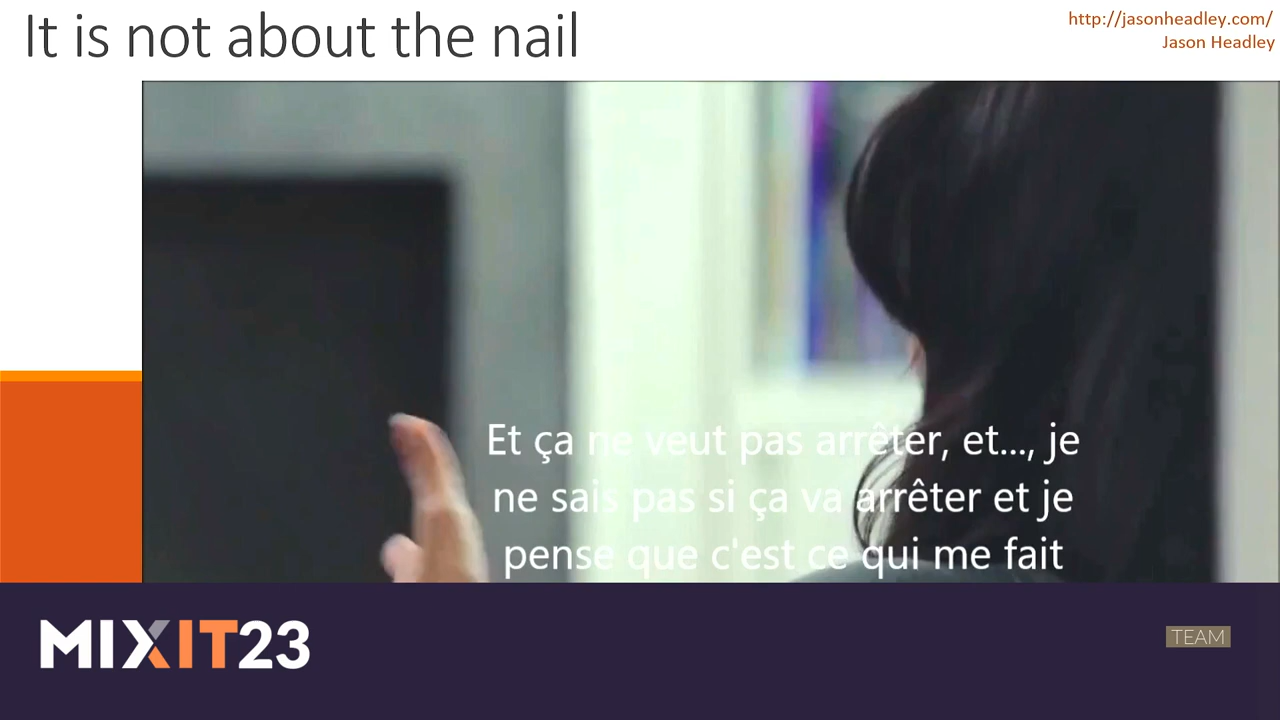 It is not about the nail
http://jasonheadley.com/
Jason Headley
Et ça ne veut pas arrêter, et..., je
ne sais pas si ça va arrêter et je
pense que c'est ce qui me fait
MIXIT23
TEAM